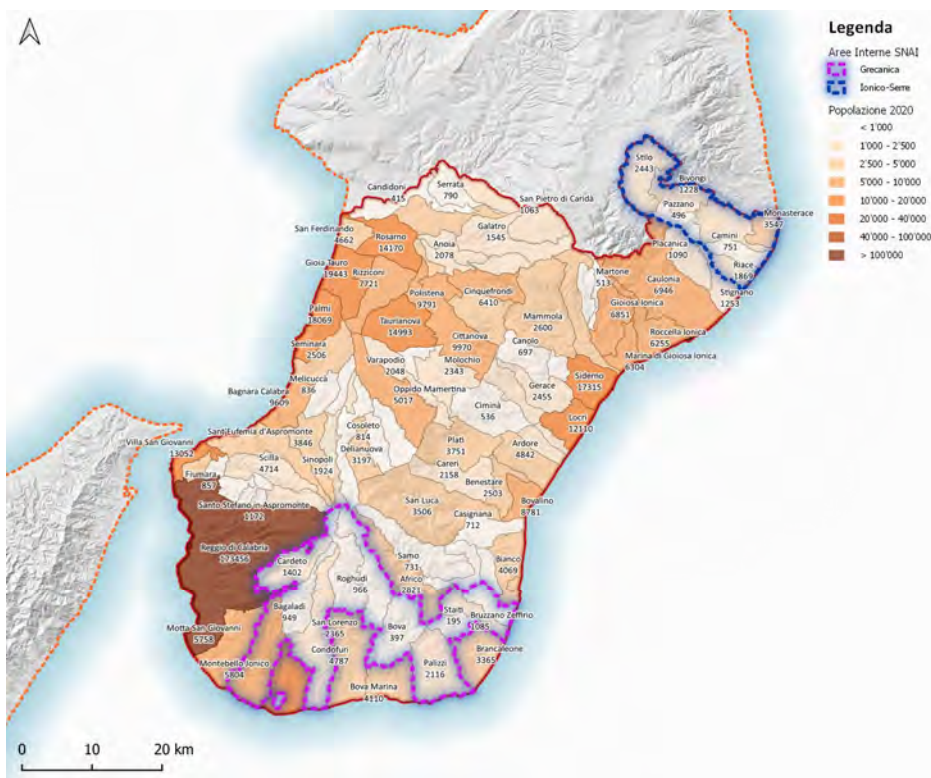 Legenda
Aree Interne SNAI
Grecanica
Ionico-Serre
Popolazione 2020
< 1'000
1'000 - 2'500
2'500 - 5'000
5'000 - 10'000
10'000 - 20'000
20'000 - 40'000
40'000 - 100'000
> 100'000
Stilo
2443
Bivongi
1228
Pazzano
496
Monasterace
3547
Camini
751
Riace
1869
Stignano
1253
Placanica
1090
Caulonia
6946
Candidoni
415
Serrata
790
San Pietro di Caridà
1063
San Ferdinando
4662
Rosarno
14170
Galatro
1545
Anoia
2078
Gioia Tauro
19443
Rizziconi
7721
Martone
513
Gioiosa Ionica
6851
Polistena
9791
Cinquefrondi
6410
Palmi
18069
Taurianova
14993
Mammola
2600
Roccella Ionica
6255
Cittanova
9970
Canolo
697
Marina di Gioiosa Ionica
6304
Seminara
2506
Varapodio
2048
Molochio
2343
Siderno
17315
Melicuccà
836
Oppido Mamertina
5017
Gerace
2455
Bagnara Calabra
9609
Ciminà
536
Locri
12110
Villa San Giovanni
13052
Sant'Eufemia d'Aspromonte
3846
Cosoleto
814
Delianuova
3197
Platì
3751
Ardore
4842
Scilla
4714
Sinopoli
1924
Careri
2158
Fiumara
857
Benestare
2503
Santo Stefano in Aspromonte
1172
San Luca
3506
Bovalino
8781
Casignana
712
Reggio di Calabria
173456
Cardeto
1402
Samo
731
Bianco
4069
Roghudi
966
Africo
2821
Bagaladi
949
San Lorenzo
2365
Staiti
195
Bruzzano Zeffirio
1085
Motta San Giovanni
5758
Bova
397
Condofuri
4787
Brancaleone
3365
Montebello Jonico
5804
Palizzi
2116
Bova Marina
4110
0 10 20 km